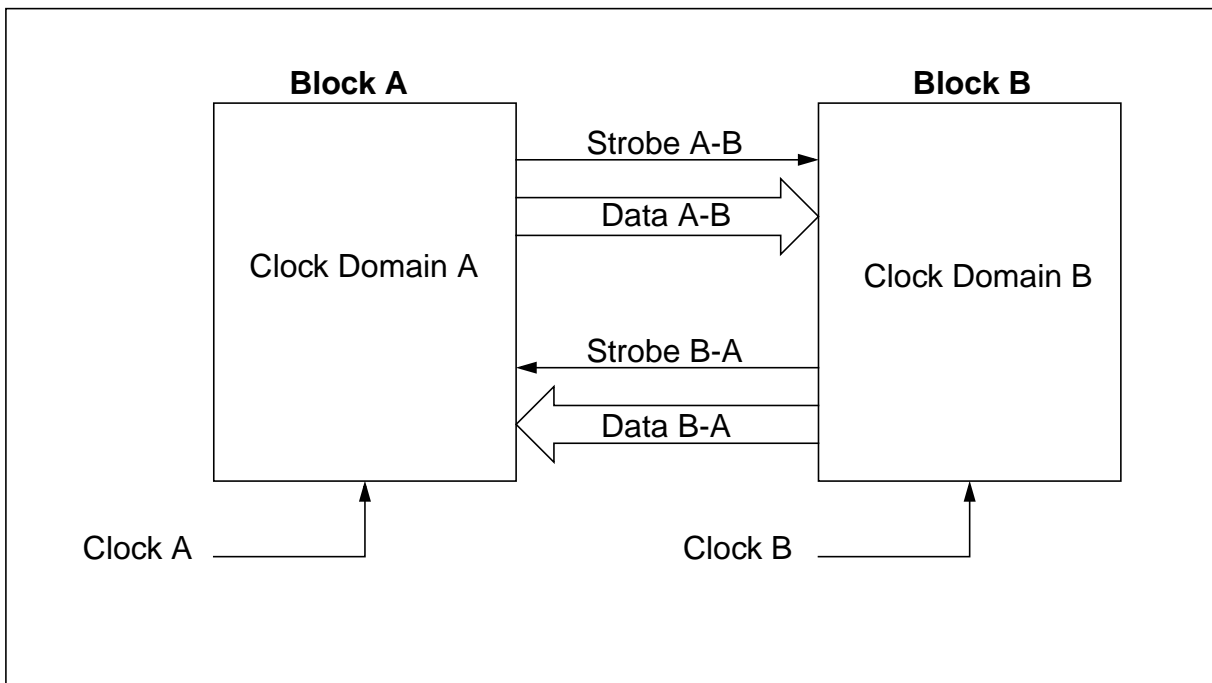 Block A
Block B
Strobe A-B
Data A-B
Clock Domain A
Clock Domain B
Strobe B-A
Data B-A
Clock A
Clock B